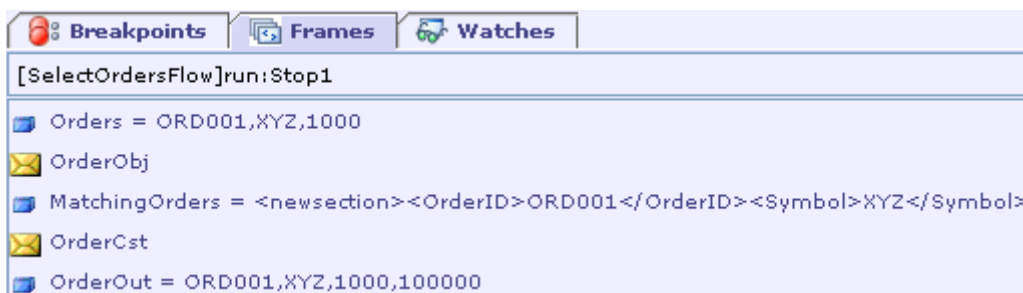 Breakpoints Frames Watches
[SelectOrdersFlow]run:Stop1
Orders = ORD001,XYZ,1000
OrderObj
MatchingOrders = <newsection><OrderID>ORD001</OrderID><Symbol>XYZ</Symbol>
OrderCst
OrderOut = ORD001,XYZ,1000,100000